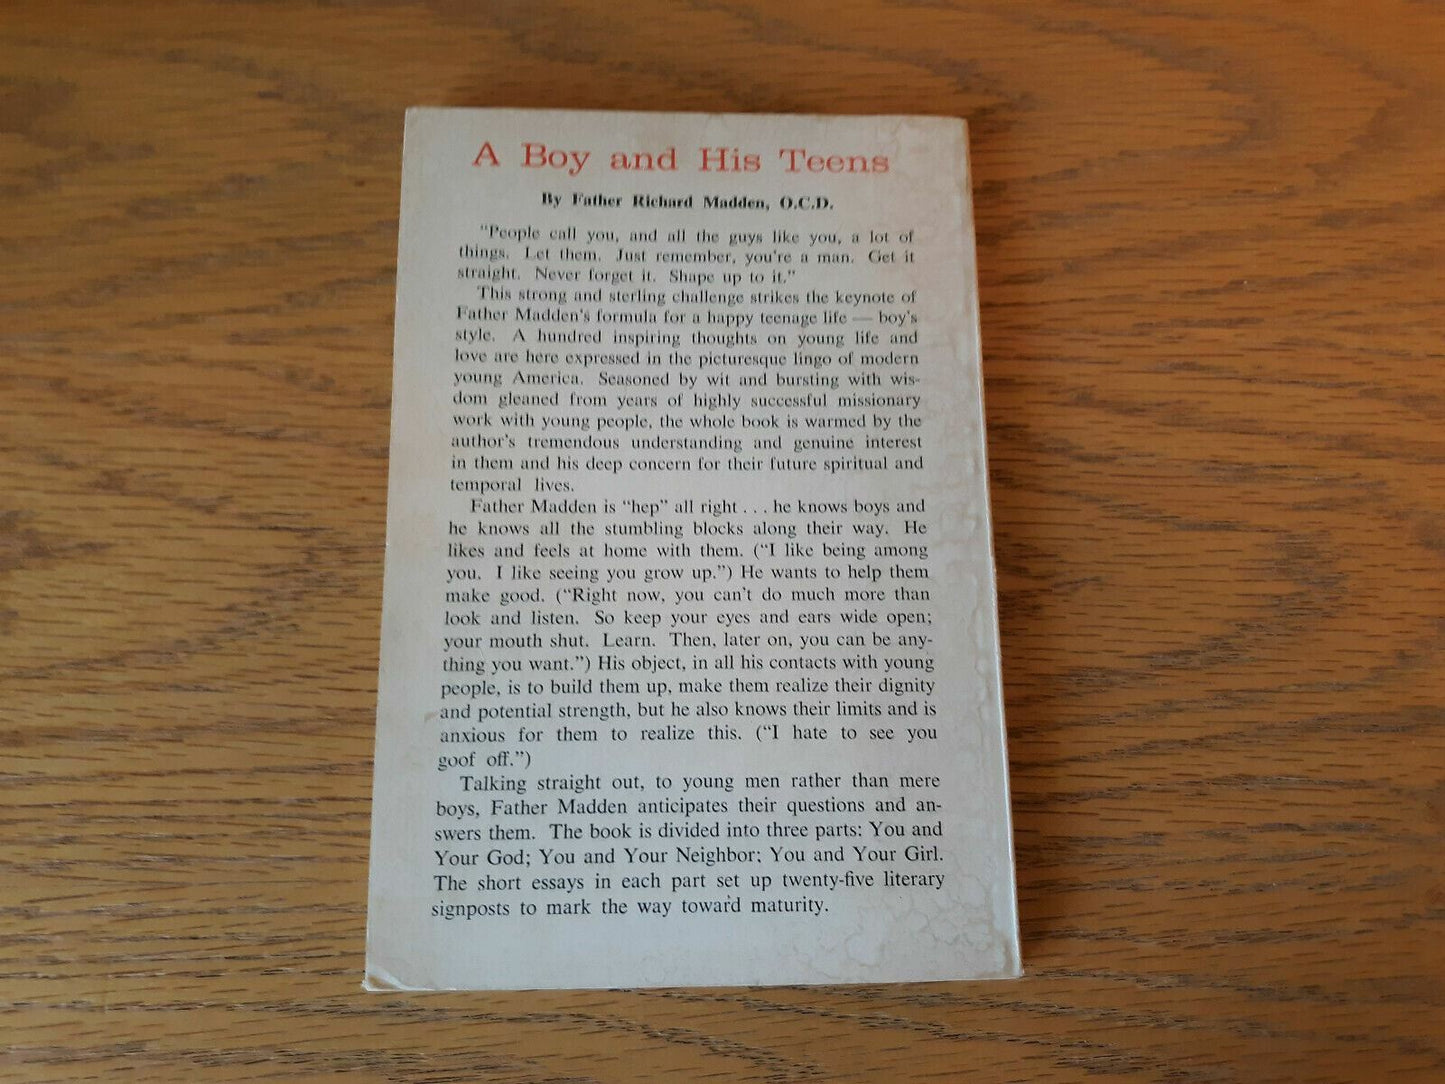 A Boy and His Teens
By Father Richard Madden, O.C.D.
"People call you, and all the guys like you, a lot of
things. Let them. Just remember, you're a man. Get it
straight. Never forget it. Shape up to it."
This strong and sterling challenge strikes the keynote of
Father Madden's formula for a happy teenage life — boy's
style. A hundred inspiring thoughts on young life and
love are here expressed in the picturesque lingo of modern
young America. Seasoned by wit and bursting with wis-
dom gleaned from years of highly successful missionary
work with young people, the whole book is warmed by the
author's tremendous understanding and genuine interest
in them and his deep concern for their future spiritual and
temporal lives.
Father Madden is "hep" all right . . . he knows boys and
he knows all the stumbling blocks along their way. He
likes and feels at home with them. ("I like being among
you. I like seeing you grow up.") He wants to help them
make good. ("Right now, you can't do much more than
look and listen. So keep your eyes and ears wide open;
your mouth shut. Learn. Then, later on, you can be any-
thing you want.") His object, in all his contacts with young
people, is to build them up, make them realize their dignity
and potential strength, but he also knows their limits and is
anxious for them to realize this. ("I hate to see you
goof off.")
Talking straight out, to young men rather than mere
boys, Father Madden anticipates their questions and an-
swers them. The book is divided into three parts: You and
Your God; You and Your Neighbor; You and Your Girl.
The short essays in each part set up twenty-five literary
signposts to mark the way toward maturity.